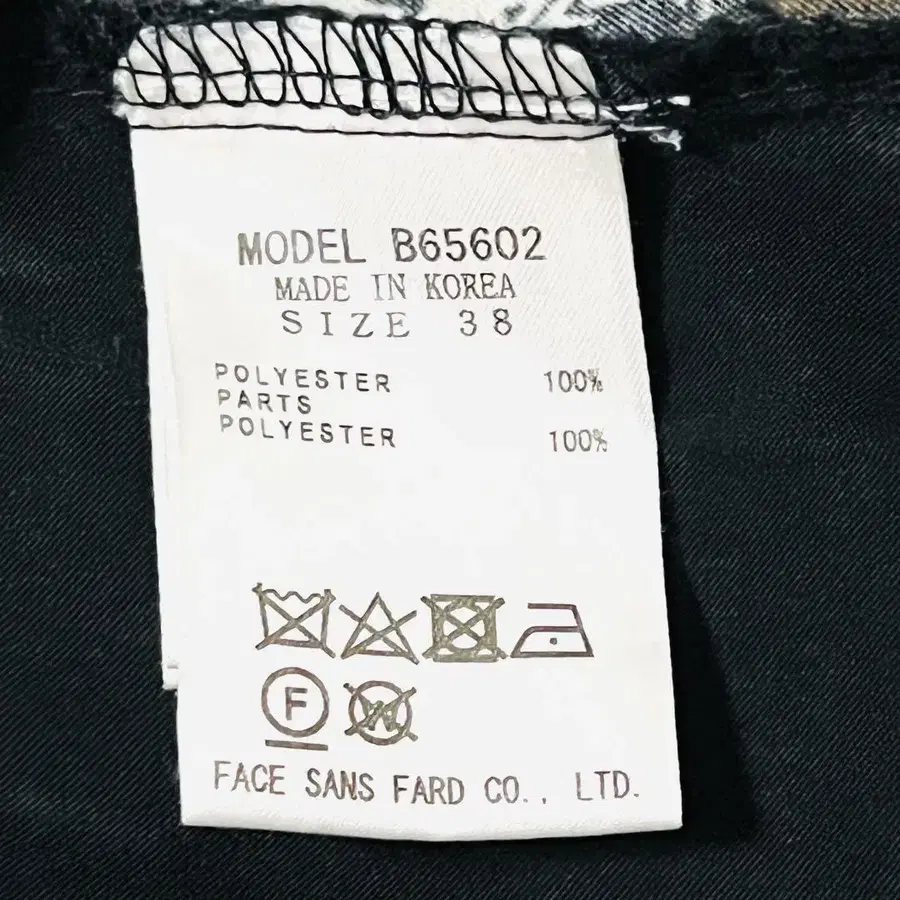 MODEL B65602
MADE IN KOREA
SIZE 38
POLYESTER 100%
PARTS
POLYESTER 100%
F
W
FACE SANS FARD CO., LTD.